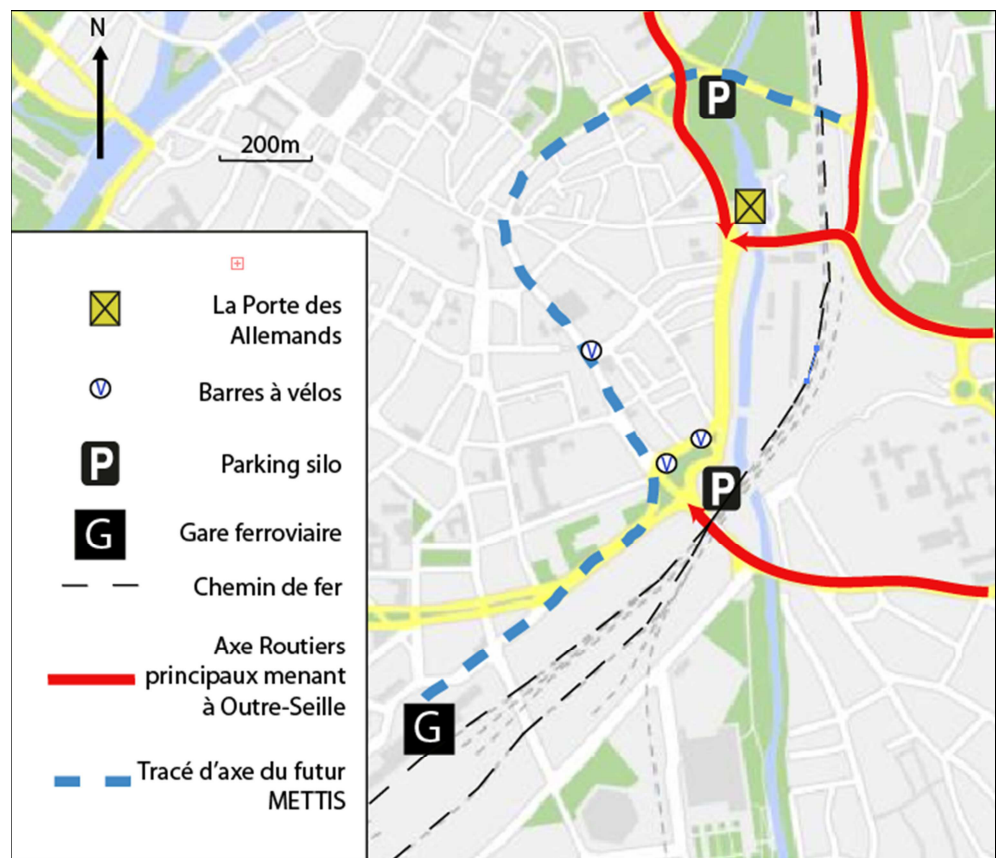 N
200m
P
La Porte des
Allemands
V
Barres à vélos
P
Parking silo
G
Gare ferroviaire
Chemin de fer
Axe Routiers
principaux menant
à Outre-Seille
Tracé d'axe du futur
METTIS
V
V
V
P
G